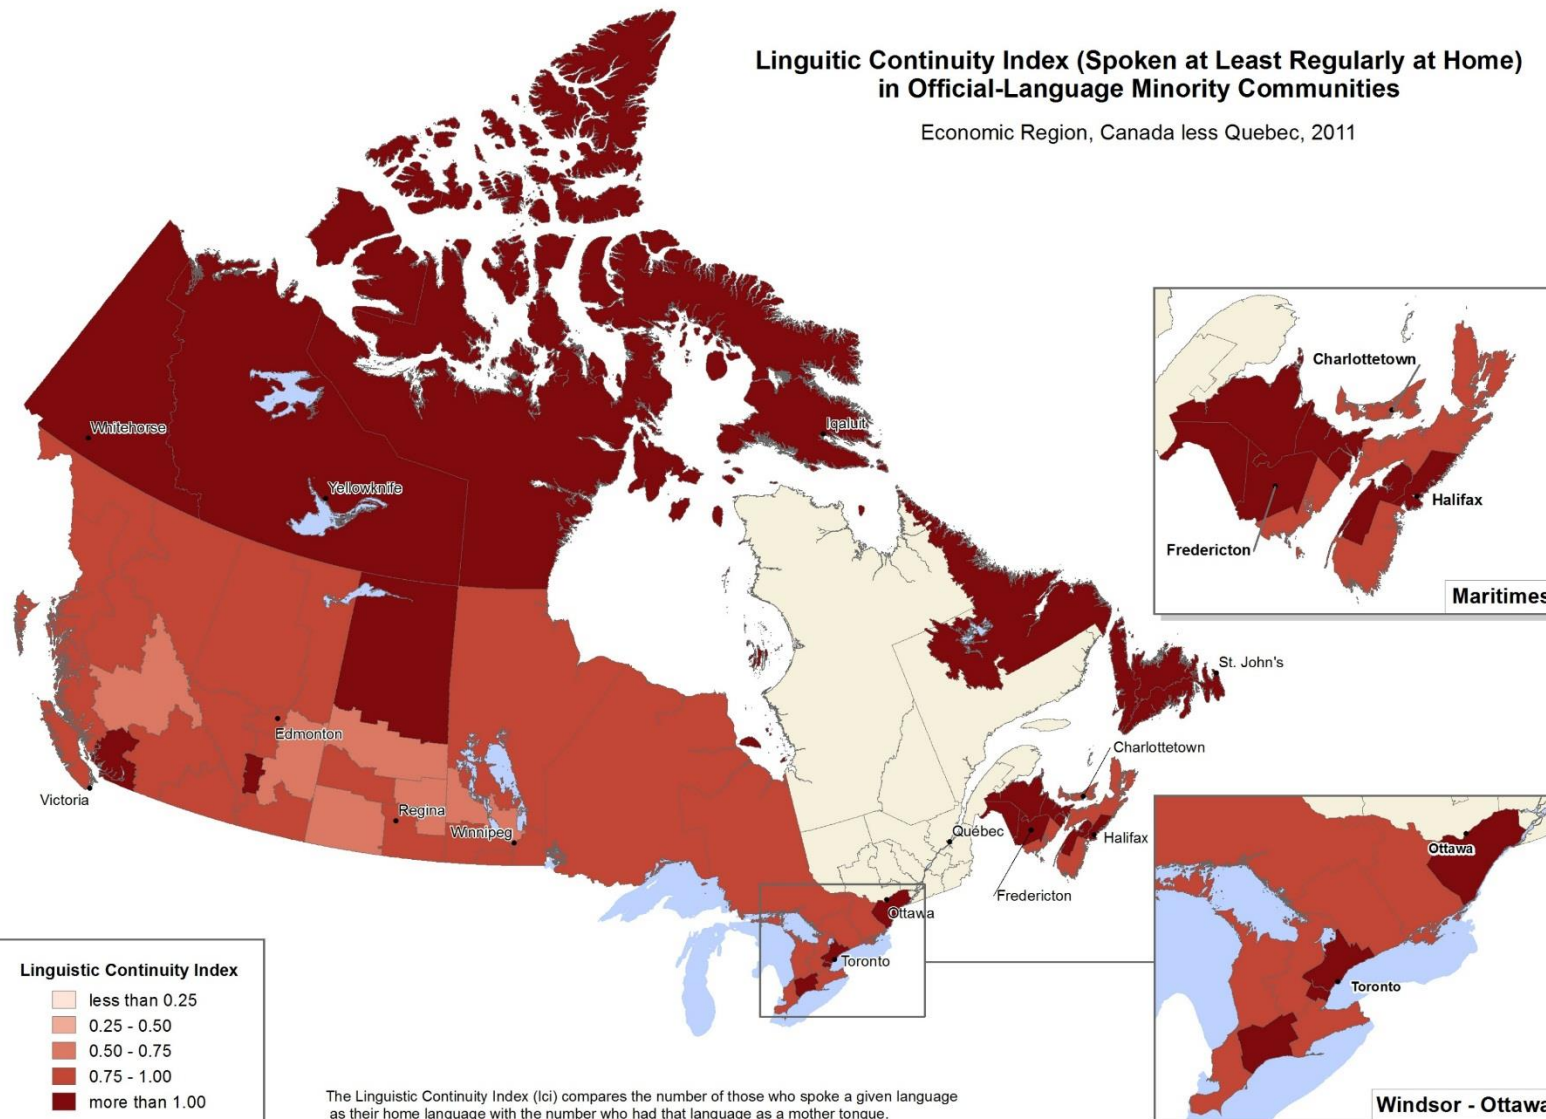 Linguitic Continuity Index (Spoken at Least Regularly at Home)
in Official-Language Minority Communities
Economic Region, Canada less Quebec, 2011
Whitehorse
Yellowknife
Iqaluit
Edmonton
Victoria
Regina
Winnipeg
St. John's
Charlottetown
Québec
Halifax
Fredericton
Ottawa
Toronto
Charlottetown
Halifax
Fredericton
Maritimes
Ottawa
Toronto
Windsor - Ottawa
Linguistic Continuity Index
less than 0.25
0.25 - 0.50
0.50 - 0.75
0.75 - 1.00
more than 1.00
The Linguistic Continuity Index (lci) compares the number of those who spoke a given language
as their home language with the number who had that language as a mother tongue.